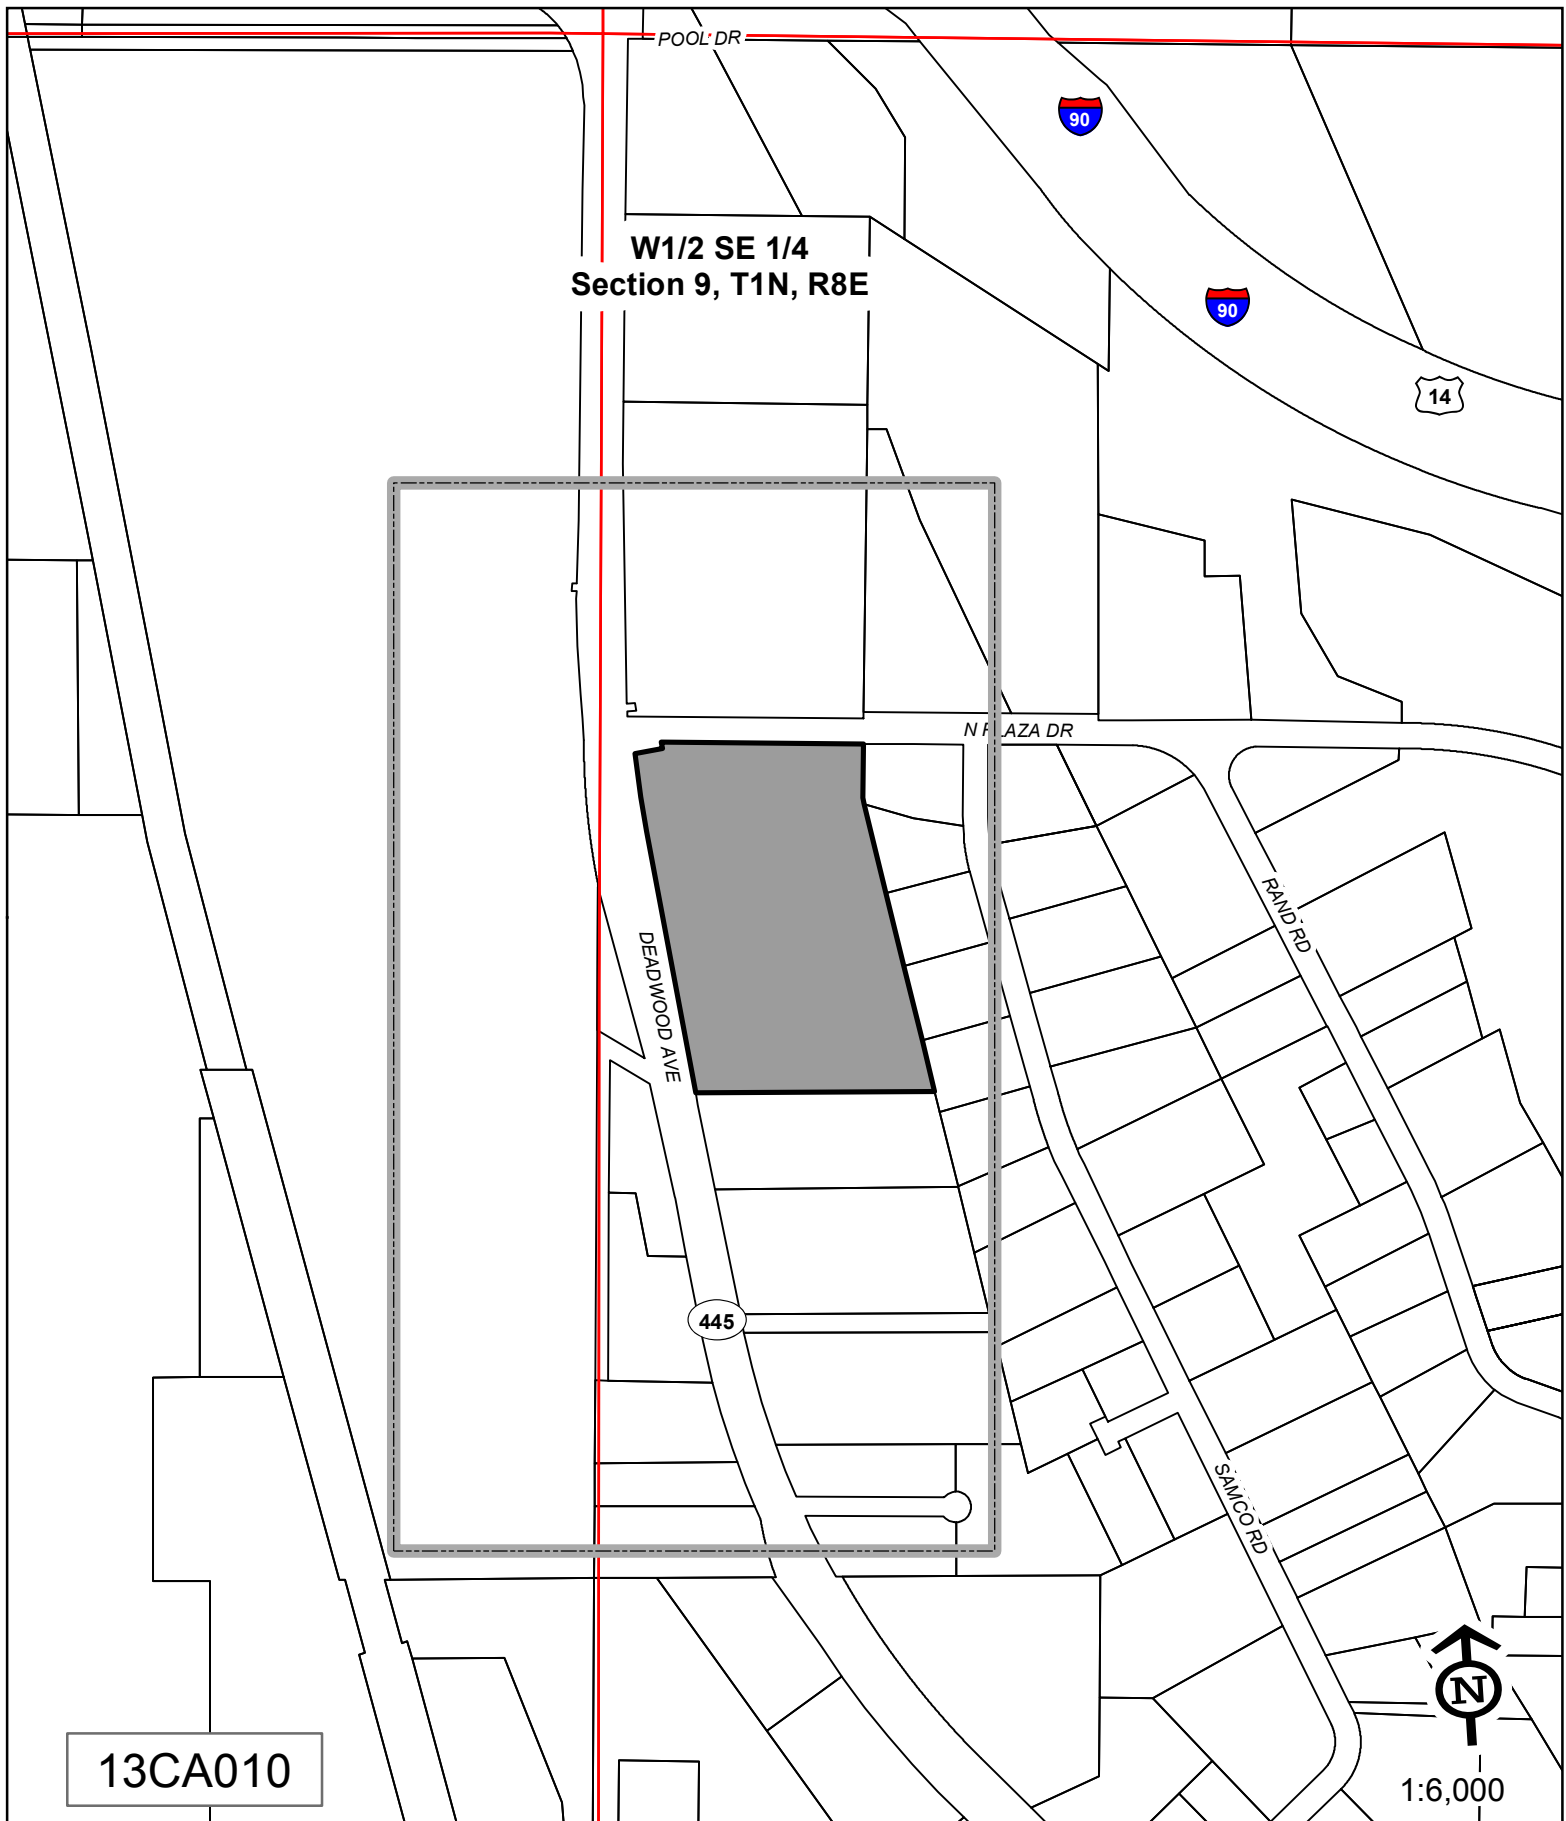 POOL DR
90
W1/2 SE 1/4
Section 9, T1N, R8E
90
14
N PLAZA DR
RAND RD
DEADWOOD AVE
445
SAMCO RD
N
13CA010
1:6,000